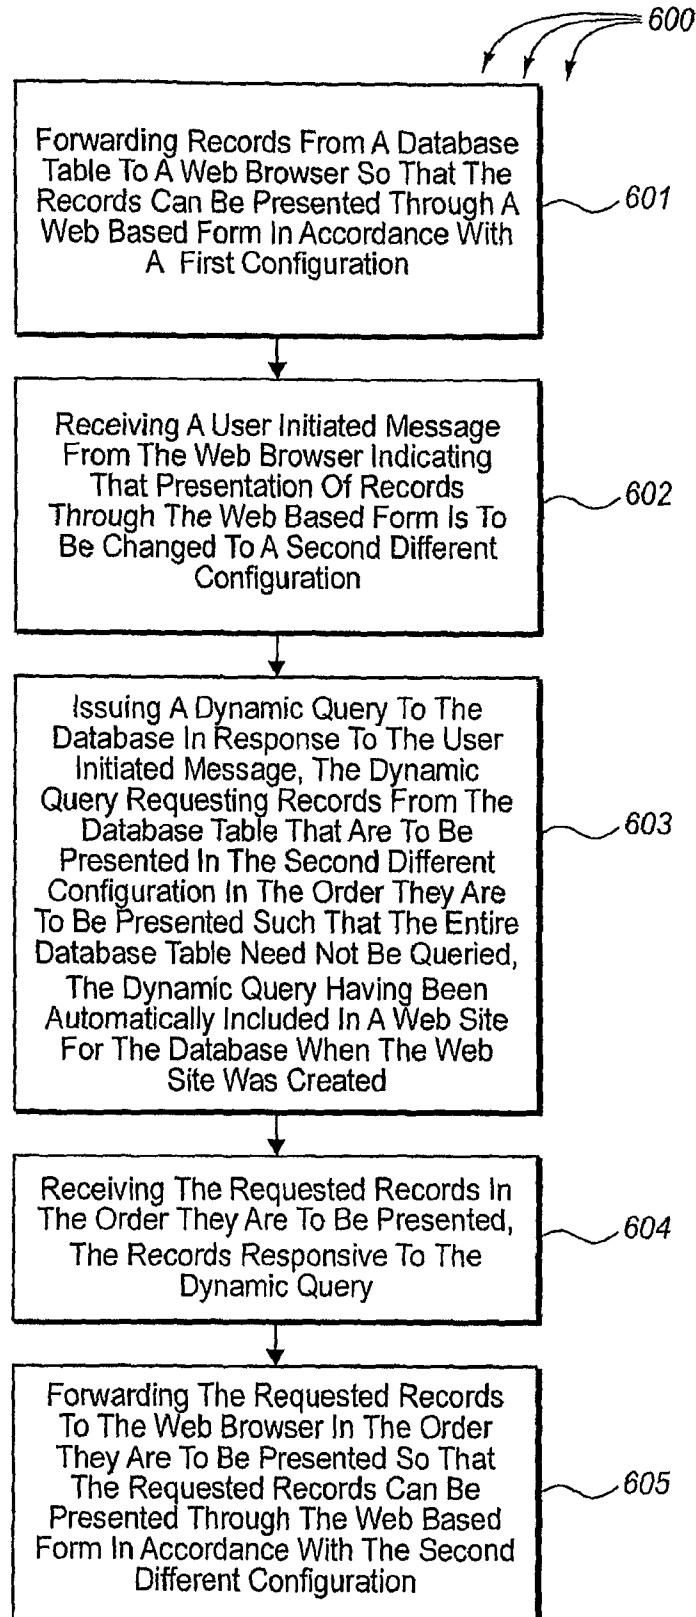 600
Forwarding Records From A Database
Table To A Web Browser So That The
Records Can Be Presented Through A
Web Based Form In Accordance With
A First Configuration
601
Receiving A User Initiated Message
From The Web Browser Indicating
That Presentation Of Records
Through The Web Based Form Is To
Be Changed To A Second Different
Configuration
602
Issuing A Dynamic Query To The
Database In Response To The User
Initiated Message, The Dynamic
Query Requesting Records From The
Database Table That Are To Be
Presented In The Second Different
Configuration In The Order They Are
To Be Presented Such That The Entire
Database Table Need Not Be Queried,
The Dynamic Query Having Been
Automatically Included In A Web Site
For The Database When The Web
Site Was Created
603
Receiving The Requested Records In
The Order They Are To Be Presented,
The Records Responsive To The
Dynamic Query
604
Forwarding The Requested Records
To The Web Browser In The Order
They Are To Be Presented So That
The Requested Records Can Be
Presented Through The Web Based
Form In Accordance With The Second
Different Configuration
605